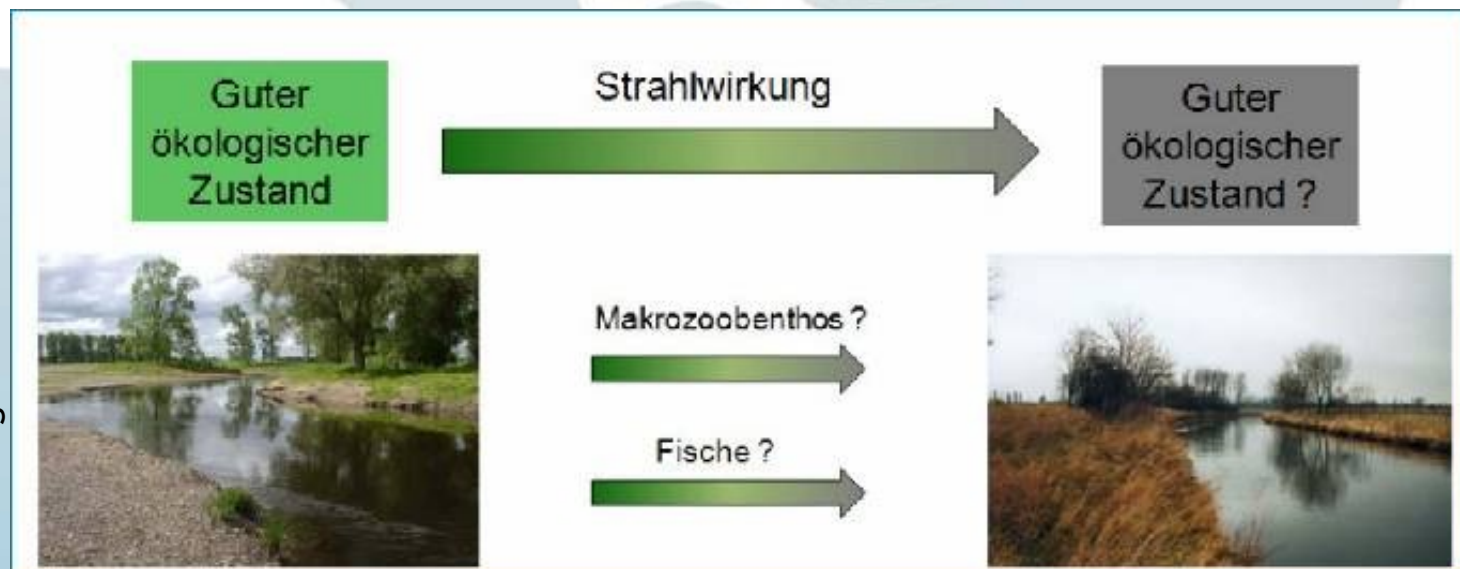 Guter
ökologischer
Zustand
Strahlwirkung
Guter
ökologischer
Zustand ?
Makrozoobenthos ?
Fische ?